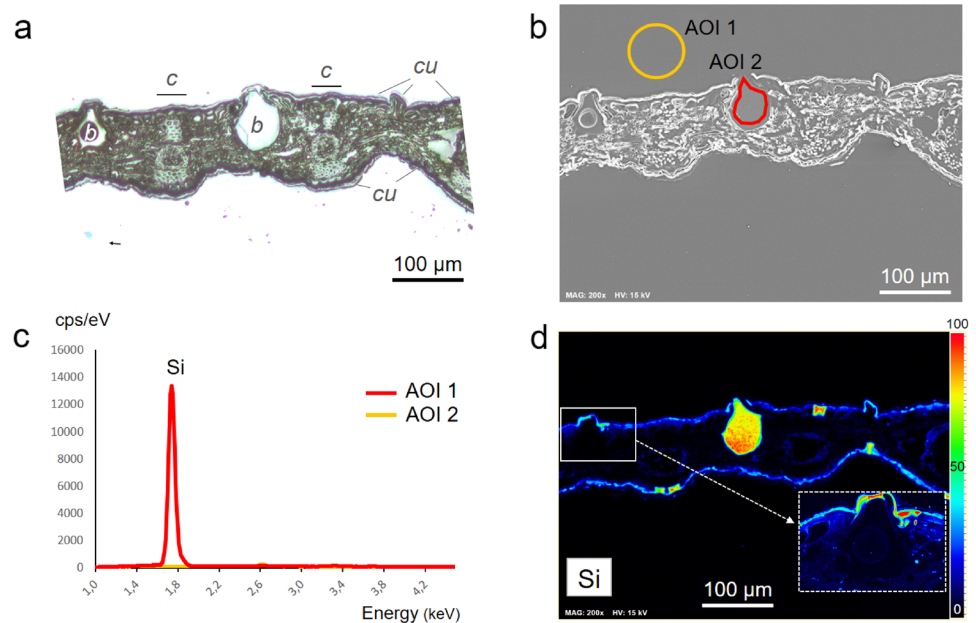 a
c
c
cu
b
b
cu
100 µm
b
AOI 1
AOI 2
100 µm
MAG: 200x HV: 15 kV
c
cps/eV
16000
14000
12000
10000
8000
6000
4000
2000
0
Si
AOI 1
AOI 2
1,0
1,2
1,8
2,2
2,6
3,0
3,4
3,8
4,2
Energy (keV)
d
100
50
0
Si
100 µm
MAG: 200x HV: 15 kV